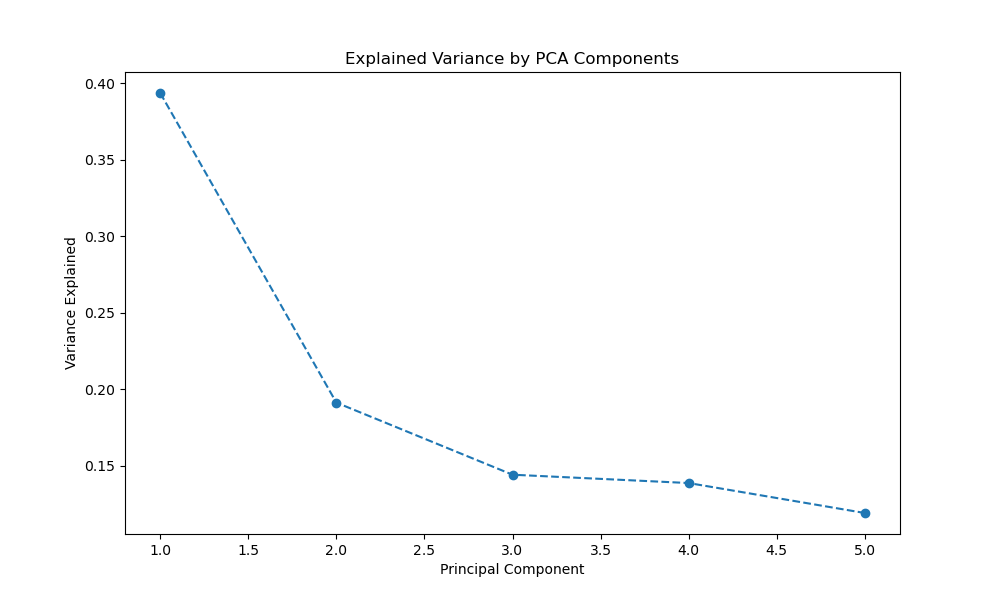 Explained Variance by PCA Components
0.40
0.35
0.30
0.25
0.20
0.15
Variance Explained
1.0 1.5 2.0 2.5 3.0 3.5 4.0 4.5 5.0
Principal Component